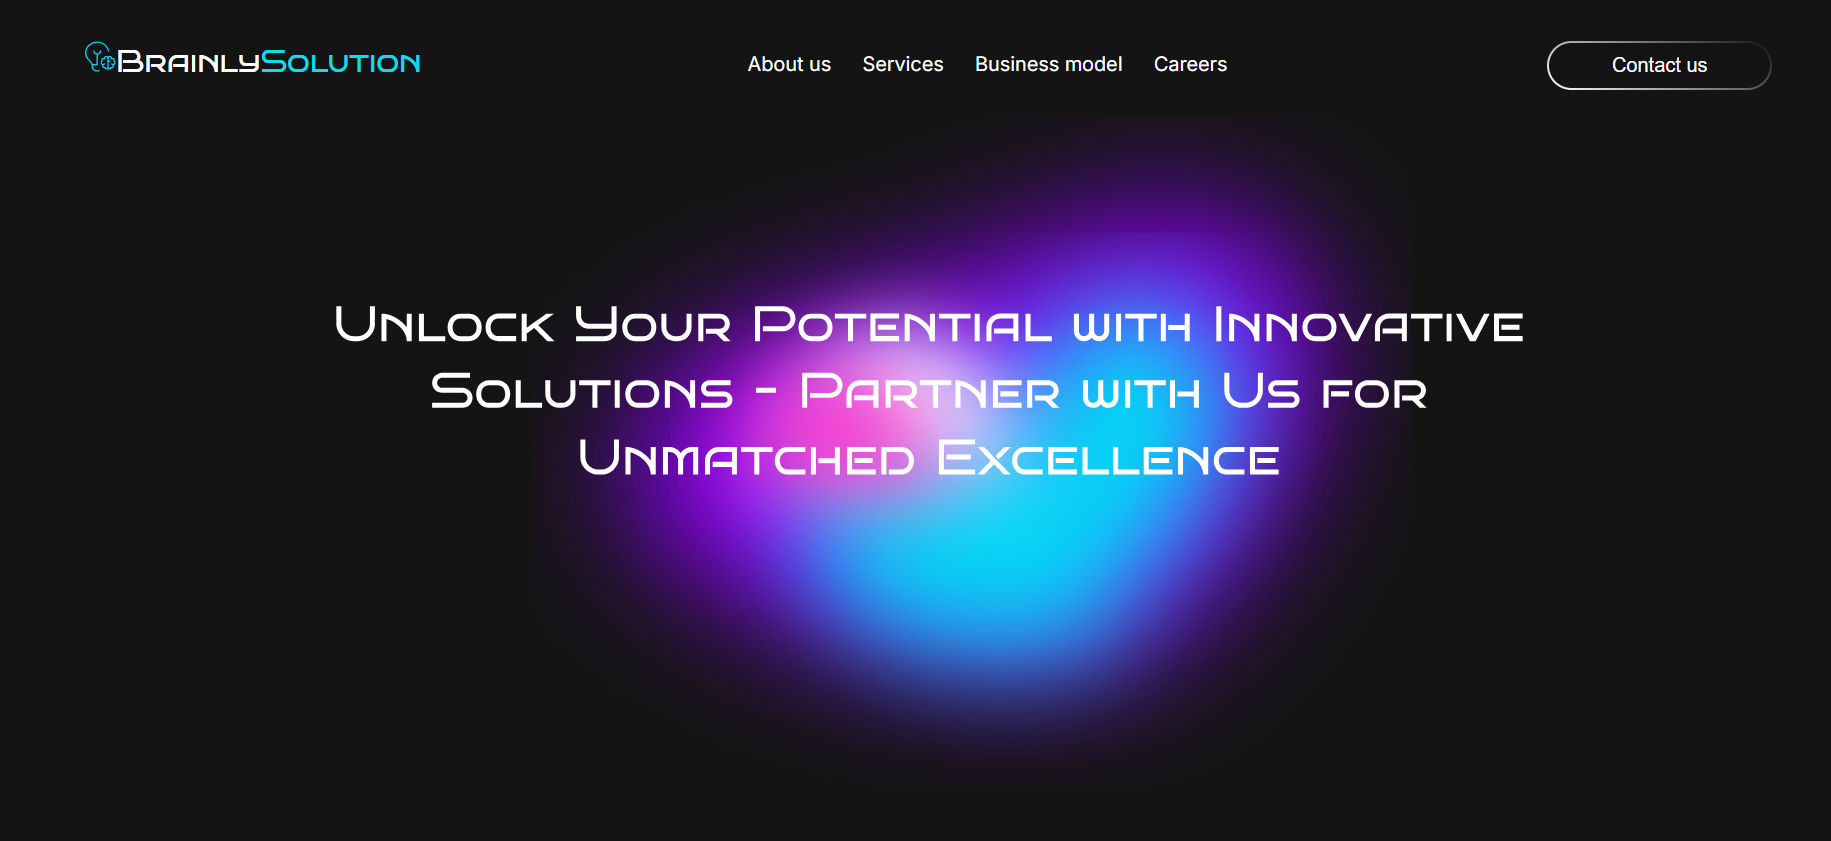 BrainlySolution
About us
Services
Business model
Careers
Contact us
Unlock Your Potential with Innovative
Solutions - Partner with Us for
Unmatched Excellence